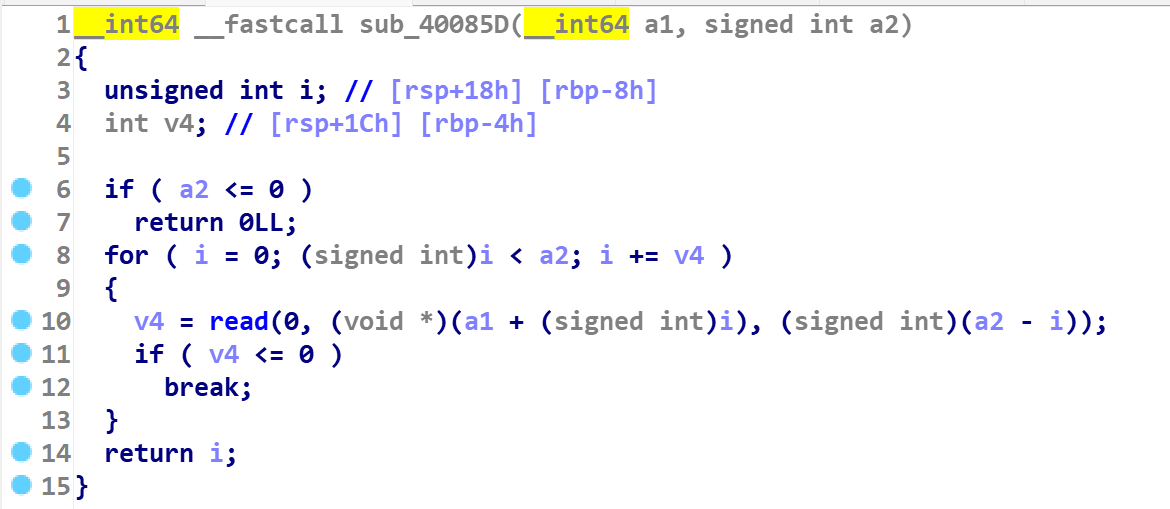 1 __int64 __fastcall sub_40085D(__int64 a1, signed int a2)
2 {
3 unsigned int i; // [rsp+18h] [rbp-8h]
4 int v4; // [rsp+1Ch] [rbp-4h]
5
6 if ( a2 <= 0 )
7 return 0LL;
8 for ( i = 0; (signed int)i < a2; i += v4 )
9 {
10 v4 = read(0, (void *)(a1 + (signed int)i), (signed int)(a2 - i));
11 if ( v4 <= 0 )
12 break;
13 }
14 return i;
15 }